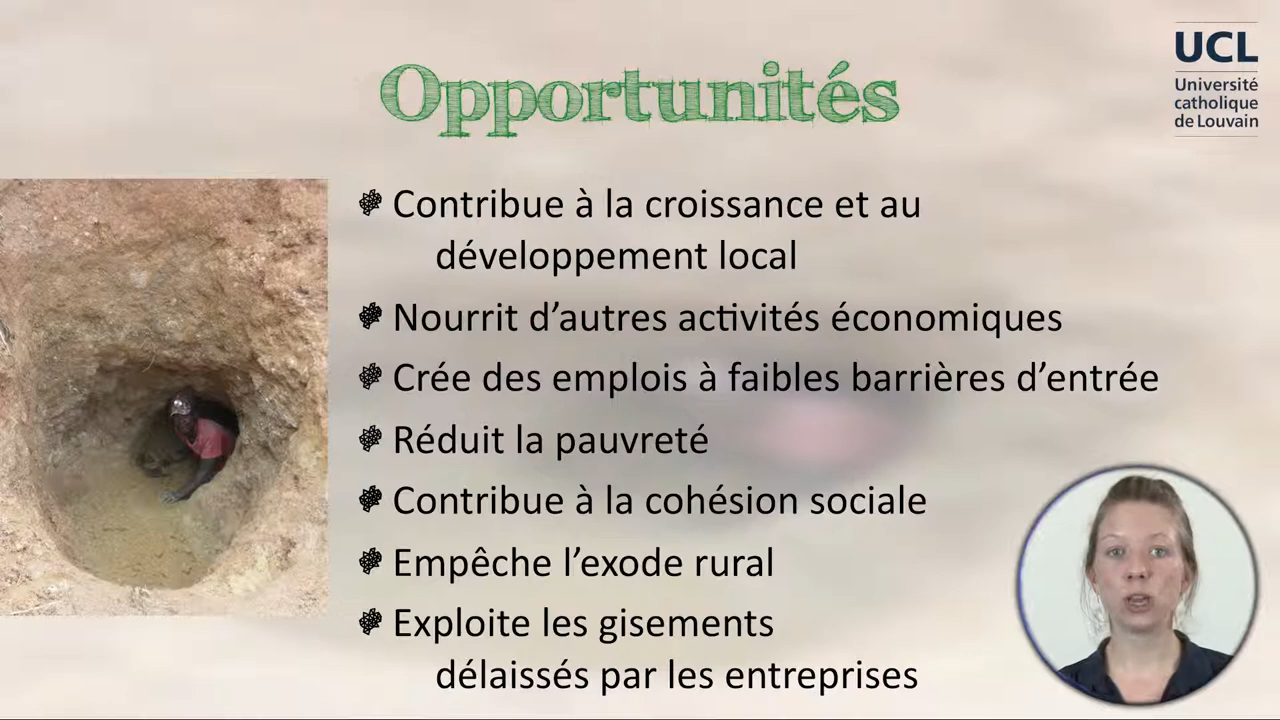 Opportunités
UCL
Université
catholique
de Louvain
Contribue à la croissance et au
développement local
Nourrit d’autres activités économiques
Crée des emplois à faibles barrières d’entrée
Réduit la pauvreté
Contribue à la cohésion sociale
Empêche l’exode rural
Exploite les gisements
délaissés par les entreprises